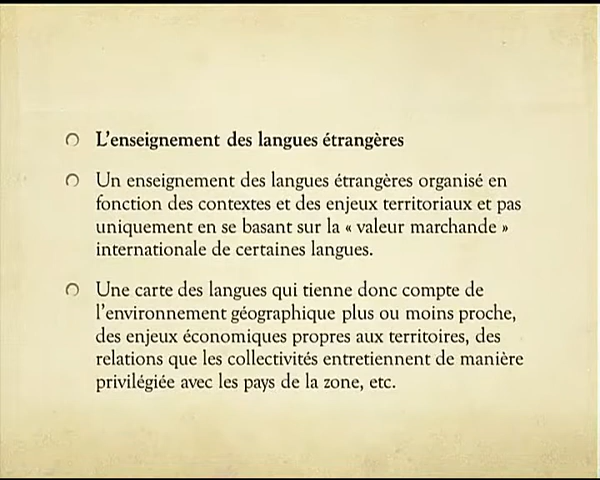 L'enseignement des langues étrangères
Un enseignement des langues étrangères organisé en
fonction des contextes et des enjeux territoriaux et pas
uniquement en se basant sur la « valeur marchande »
internationale de certaines langues.
Une carte des langues qui tienne donc compte de
l'environnement géographique plus ou moins proche,
des enjeux économiques propres aux territoires, des
relations que les collectivités entretiennent de manière
privilégiée avec les pays de la zone, etc.